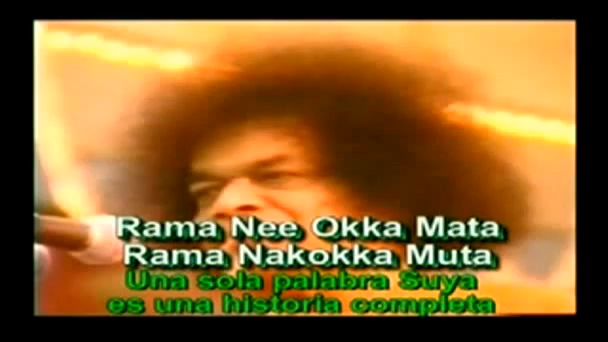 Rama Nee Okka Mata
Rama Nakokka Muta
Una sola palabra Suya
es una historia completa